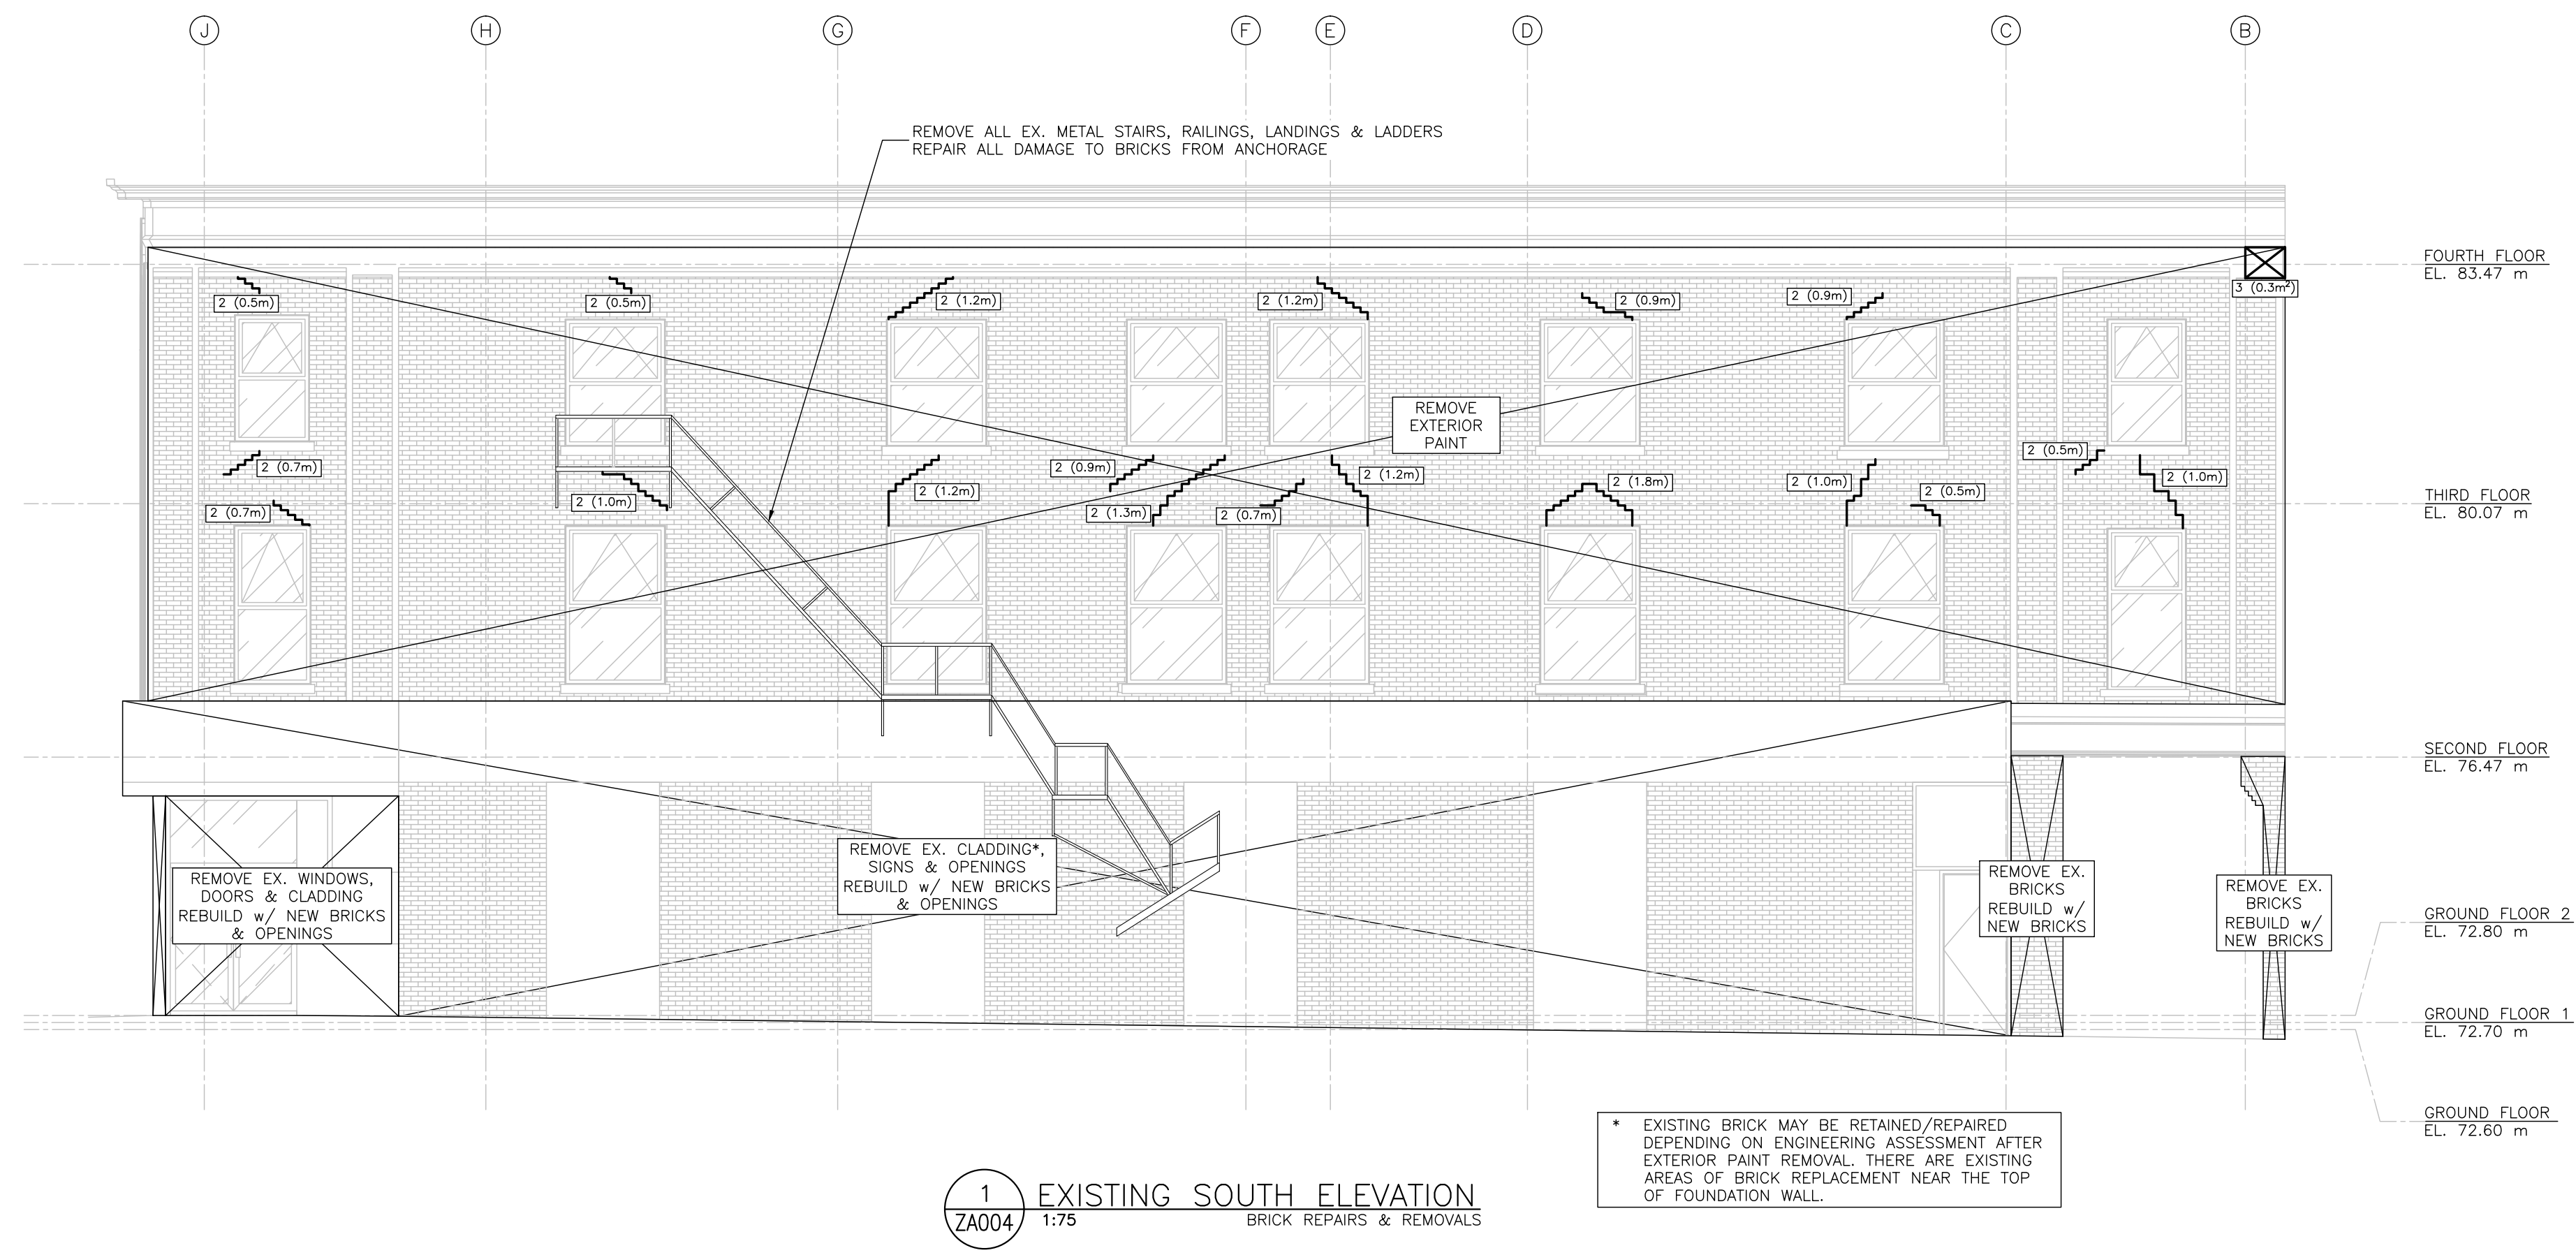 J
H
G
F
E
D
C
B
REMOVE ALL EX. METAL STAIRS, RAILINGS, LANDINGS & LADDERS
REPAIR ALL DAMAGE TO BRICKS FROM ANCHORAGE
FOURTH FLOOR
EL. 83.47 m
2 (0.5m)
2 (0.5m)
2 (1.2m)
2 (1.2m)
2 (0.9m)
2 (0.9m)
3 (0.3m²)
REMOVE
EXTERIOR
PAINT
2 (0.7m)
2 (0.9m)
2 (1.2m)
2 (0.5m)
2 (1.0m)
2 (0.7m)
2 (1.0m)
2 (1.2m)
2 (1.3m)
2 (0.7m)
2 (1.8m)
2 (1.0m)
2 (0.5m)
THIRD FLOOR
EL. 80.07 m
SECOND FLOOR
EL. 76.47 m
REMOVE EX. WINDOWS,
DOORS & CLADDING
REBUILD w/ NEW BRICKS
& OPENINGS
REMOVE EX. CLADDING*,
SIGNS & OPENINGS
REBUILD w/ NEW BRICKS
& OPENINGS
REMOVE EX.
BRICKS
REBUILD w/
NEW BRICKS
REMOVE EX.
BRICKS
REBUILD w/
NEW BRICKS
GROUND FLOOR 2
EL. 72.80 m
GROUND FLOOR 1
EL. 72.70 m
GROUND FLOOR
EL. 72.60 m
* EXISTING BRICK MAY BE RETAINED/REPAIRED
DEPENDING ON ENGINEERING ASSESSMENT AFTER
EXTERIOR PAINT REMOVAL. THERE ARE EXISTING
AREAS OF BRICK REPLACEMENT NEAR THE TOP
OF FOUNDATION WALL.
1
ZA004
EXISTING SOUTH ELEVATION
1:75
BRICK REPAIRS & REMOVALS